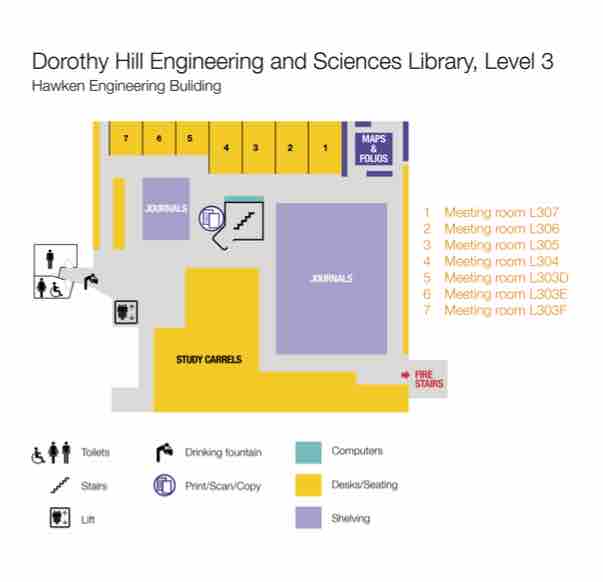 Dorothy Hill Engineering and Sciences Library, Level 3
Hawken Engineering Buliding
7 6 5 4 3 2 1
MAPS
&
FOLIOS
JOURNALS
JOURNALS
1 Meeting room L307
2 Meeting room L306
3 Meeting room L305
4 Meeting room L304
5 Meeting room L303D
6 Meeting room L303E
7 Meeting room L303F
STUDY CARRELS
FIRE
STAIRS
Toilets
Drinking fountain
Computers
Stairs
Print/Scan/Copy
Desks/Seating
Lift
Shelving